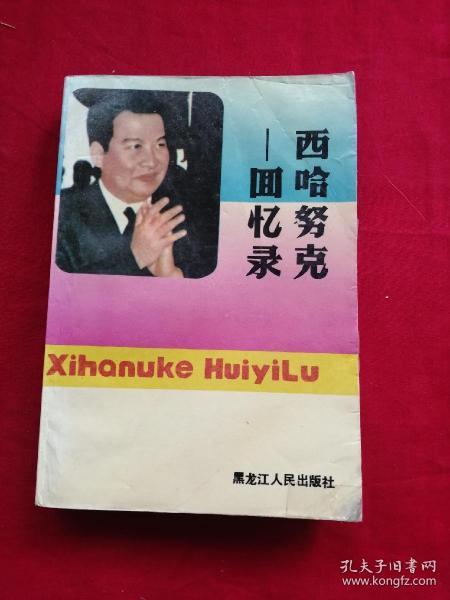 西哈努克
—回忆录
Xihanuke HuiyiLu
黑龙江人民出版社
孔夫子旧书网
www.kongfz.com